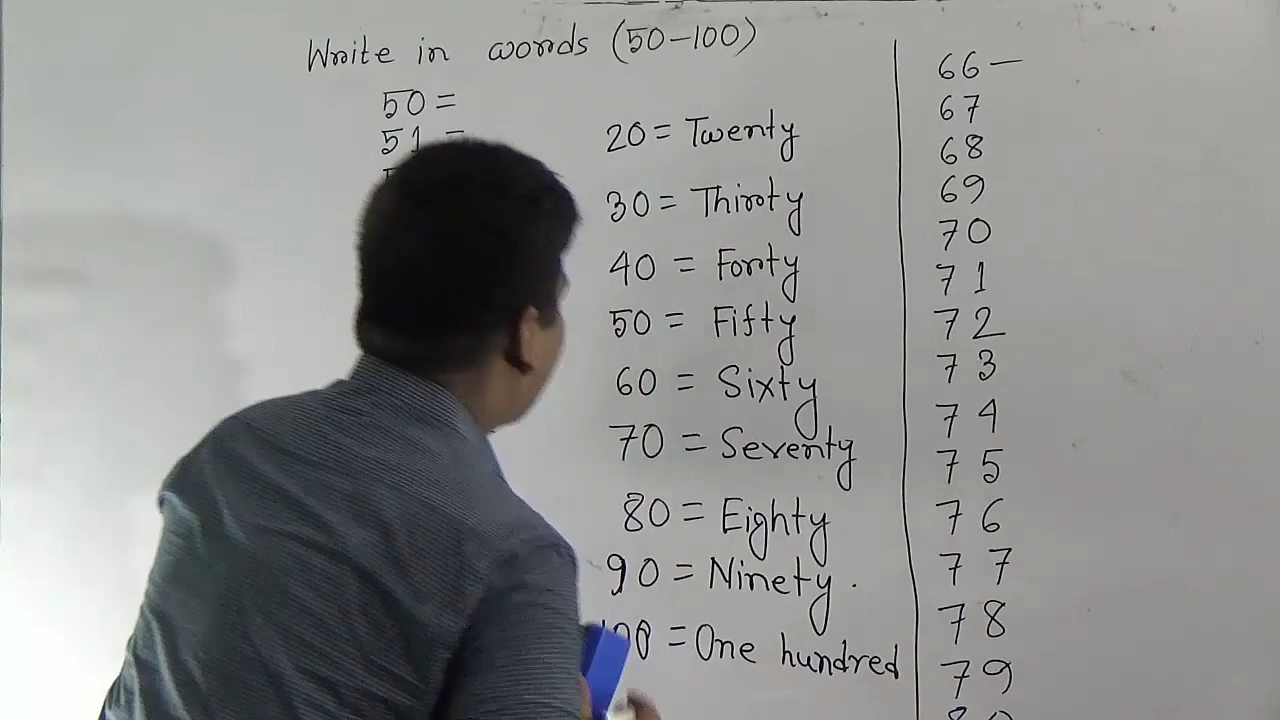 Write in words (50-100)
50 =
51 =
20 = Twenty
30 = Thirty
40 = Forty
50 = Fifty
60 = Sixty
70 = Seventy
80 = Eighty
90 = Ninety.
100 = One hundred
66 —
67
68
69
70
71
72
73
74
75
76
77
78
79